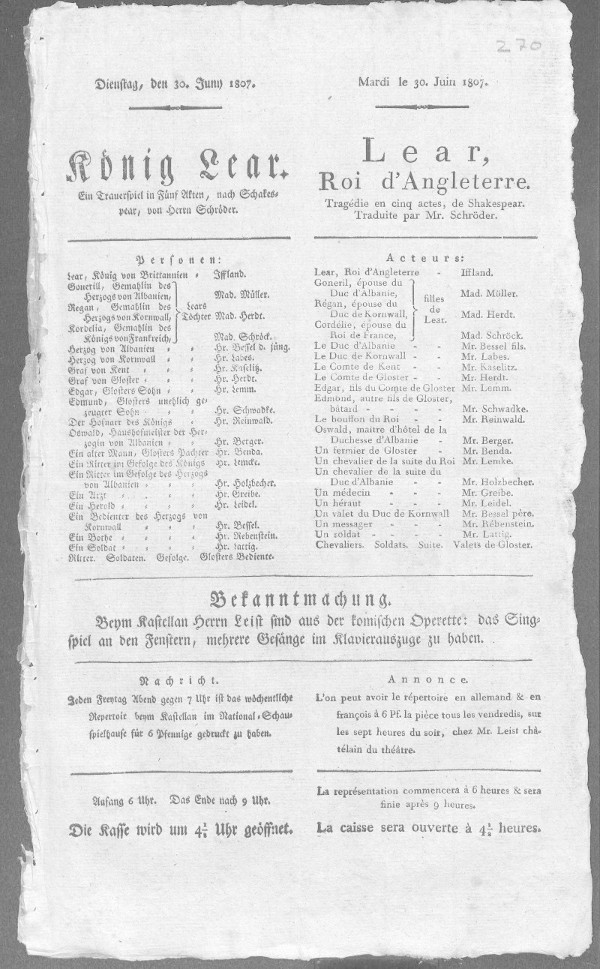 270
Dienstag, den 30. Juny 1807.
König Lear.
Ein Trauerspiel in Fünf Akten, nach Schakes-
pear, von Herrn Schröder.
Personen:
Lear, König von Brittannien - Iffland.
Gonerill, Gemahlin des
Herzogs von Albanien, Mad. Müller.
Regan, Gemahlin des
Herzogs von Kornwall, Lears Töchter Mad. Herdt.
Kordelia, Gemahlin des
Königs von Frankreich, Mad. Schröck.
Herzog von Albanien - - Hr. Bessel d. jüng.
Herzog von Kornwall - - Hr. Labes.
Graf von Kent - - - Hr. Kaselitz.
Graf von Gloster - - - Hr. Herdt.
Edgar, Glosters Sohn - - Hr. Lemm.
Edmund, Glosters unehlich ge-
zeugter Sohn - - Hr. Schwadke.
Der Hofnarr des Königs - Hr. Reinwald.
Oswald, Haushofmeister der Her-
zogin von Albanien - - Hr. Berger.
Ein alter Mann, Glosters Pachter Hr. Benda.
Ein Ritter im Gefolge des Königs Hr. Lemcke.
Ein Ritter im Gefolge des Herzogs
von Albanien - - - Hr. Holzbecher.
Ein Arzt - - - - Hr. Greibe.
Ein Herold - - - - Hr. Leidel.
Ein Bedienter des Herzogs von
Kornwall - - - Hr. Bessel.
Ein Bothe - - - - Hr. Rebenstein.
Ein Soldat - - - - Hr. Lattig.
Ritter. Soldaten. Gefolge. Glosters Bediente.
Mardi le 30. Juin 1807.
Lear,
Roi d'Angleterre.
Tragédie en cinq actes, de Shakespear.
Traduite par Mr. Schröder.
Acteurs:
Lear, Roi d'Angleterre - Iffland.
Goneril, épouse du
Duc d'Albanie, Mad. Müller.
Régan, épouse du
Duc de Kornwall, filles de Lear. Mad. Herdt.
Cordélie, épouse du
Roi de France, Mad. Schröck.
Le Duc d'Albanie - - Mr. Bessel fils.
Le Duc de Kornwall - - Mr. Labes.
Le Comte de Kent - - Mr. Kaselitz.
Le Comte de Gloster - - Mr. Herdt.
Edgar, fils du Comte de Gloster Mr. Lemm.
Edmond, autre fils de Gloster,
bâtard - - - - Mr. Schwadke.
Le bouffon du Roi - - Mr. Reinwald.
Oswald, maître d'hôtel de la
Duchesse d'Albanie - Mr. Berger.
Un fermier de Gloster - Mr. Benda.
Un chevalier de la suite du Roi Mr. Lemke.
Un chevalier de la suite du
Duc d'Albanie - - Mr. Holzbecher.
Un médecin - - - Mr. Greibe.
Un héraut - - - Mr. Leidel.
Un valet du Duc de Kornwall Mr. Bessel père.
Un messager - - - Mr. Rébenstein.
Un soldat - - - - Mr. Lattig.
Chevaliers. Soldats. Suite. Valets de Gloster.
Bekanntmachung.
Beym Kastellan Herrn Leist sind aus der komischen Operette: das Sing-
spiel an den Fenstern, mehrere Gesänge im Klavierauszuge zu haben.
Nachricht.
Jeden Freytag Abend gegen 7 Uhr ist das wöchentliche
Repertoir beym Kastellan im National-Schau-
spielhause für 6 Pfennige gedruckt zu haben.
Annonce.
L'on peut avoir le répertoire en allemand & en
françois à 6 Pf. la pièce tous les vendredis, sur
les sept heures du soir, chez Mr. Leist châ-
télain du théâtre.
Anfang 6 Uhr. Das Ende nach 9 Uhr.
Die Kasse wird um 4½ Uhr geöffnet.
La représentation commencera à 6 heures & sera
finie après 9 heures.
La caisse sera ouverte à 4½ heures.